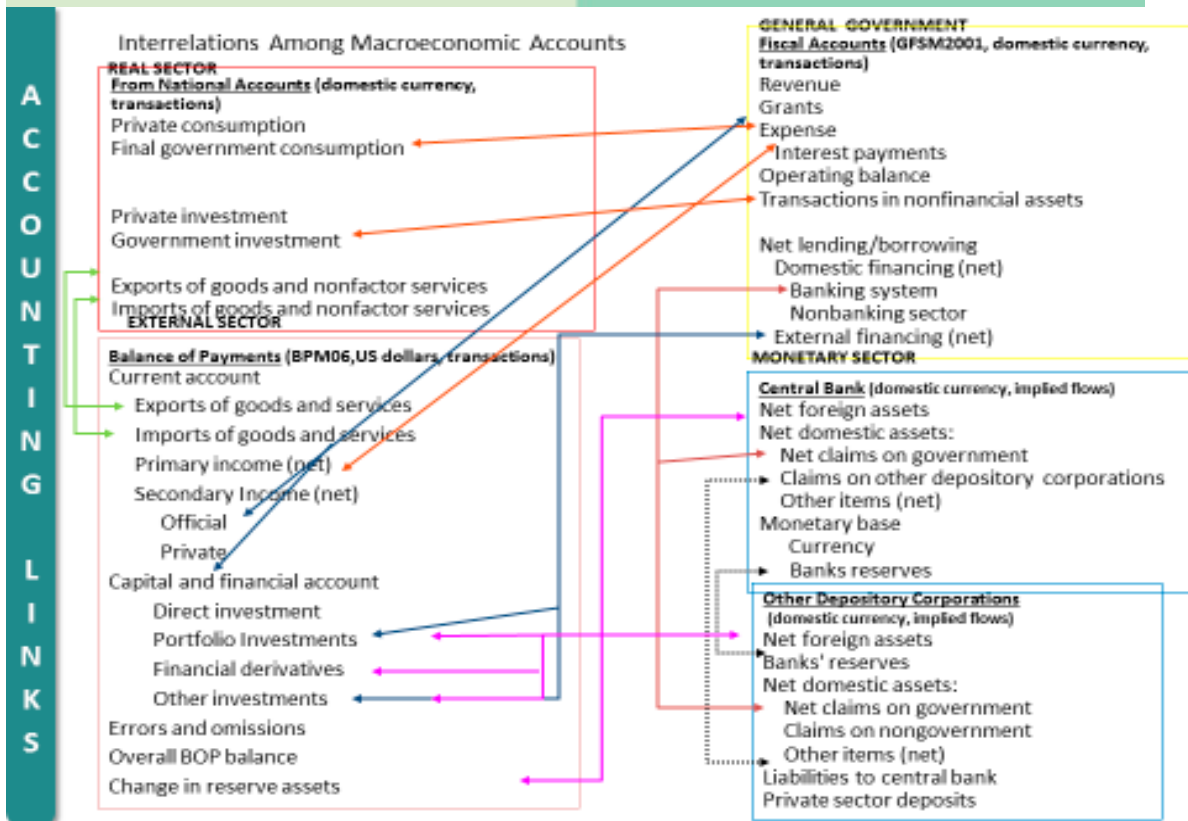 ACCOUNTING LINKS
Interrelations Among Macroeconomic Accounts
REAL SECTOR
From National Accounts (domestic currency,
transactions)
Private consumption
Final government consumption
Private investment
Government investment
Exports of goods and nonfactor services
Imports of goods and nonfactor services
EXTERNAL SECTOR
Balance of Payments (BPM06,US dollars, transactions)
Current account
Exports of goods and services
Imports of goods and services
Primary income (net)
Secondary Income (net)
Official
Private
Capital and financial account
Direct investment
Portfolio Investments
Financial derivatives
Other investments
Errors and omissions
Overall BOP balance
Change in reserve assets
GENERAL GOVERNMENT
Fiscal Accounts (GFSM2001, domestic currency,
transactions)
Revenue
Grants
Expense
Interest payments
Operating balance
Transactions in nonfinancial assets
Net lending/borrowing
Domestic financing (net)
Banking system
Nonbanking sector
External financing (net)
MONETARY SECTOR
Central Bank (domestic currency, implied flows)
Net foreign assets
Net domestic assets:
Net claims on government
Claims on other depository corporations
Other items (net)
Monetary base
Currency
Banks reserves
Other Depository Corporations
(domestic currency, implied flows)
Net foreign assets
Banks' reserves
Net domestic assets:
Net claims on government
Claims on nongovernment
Other items (net)
Liabilities to central bank
Private sector deposits